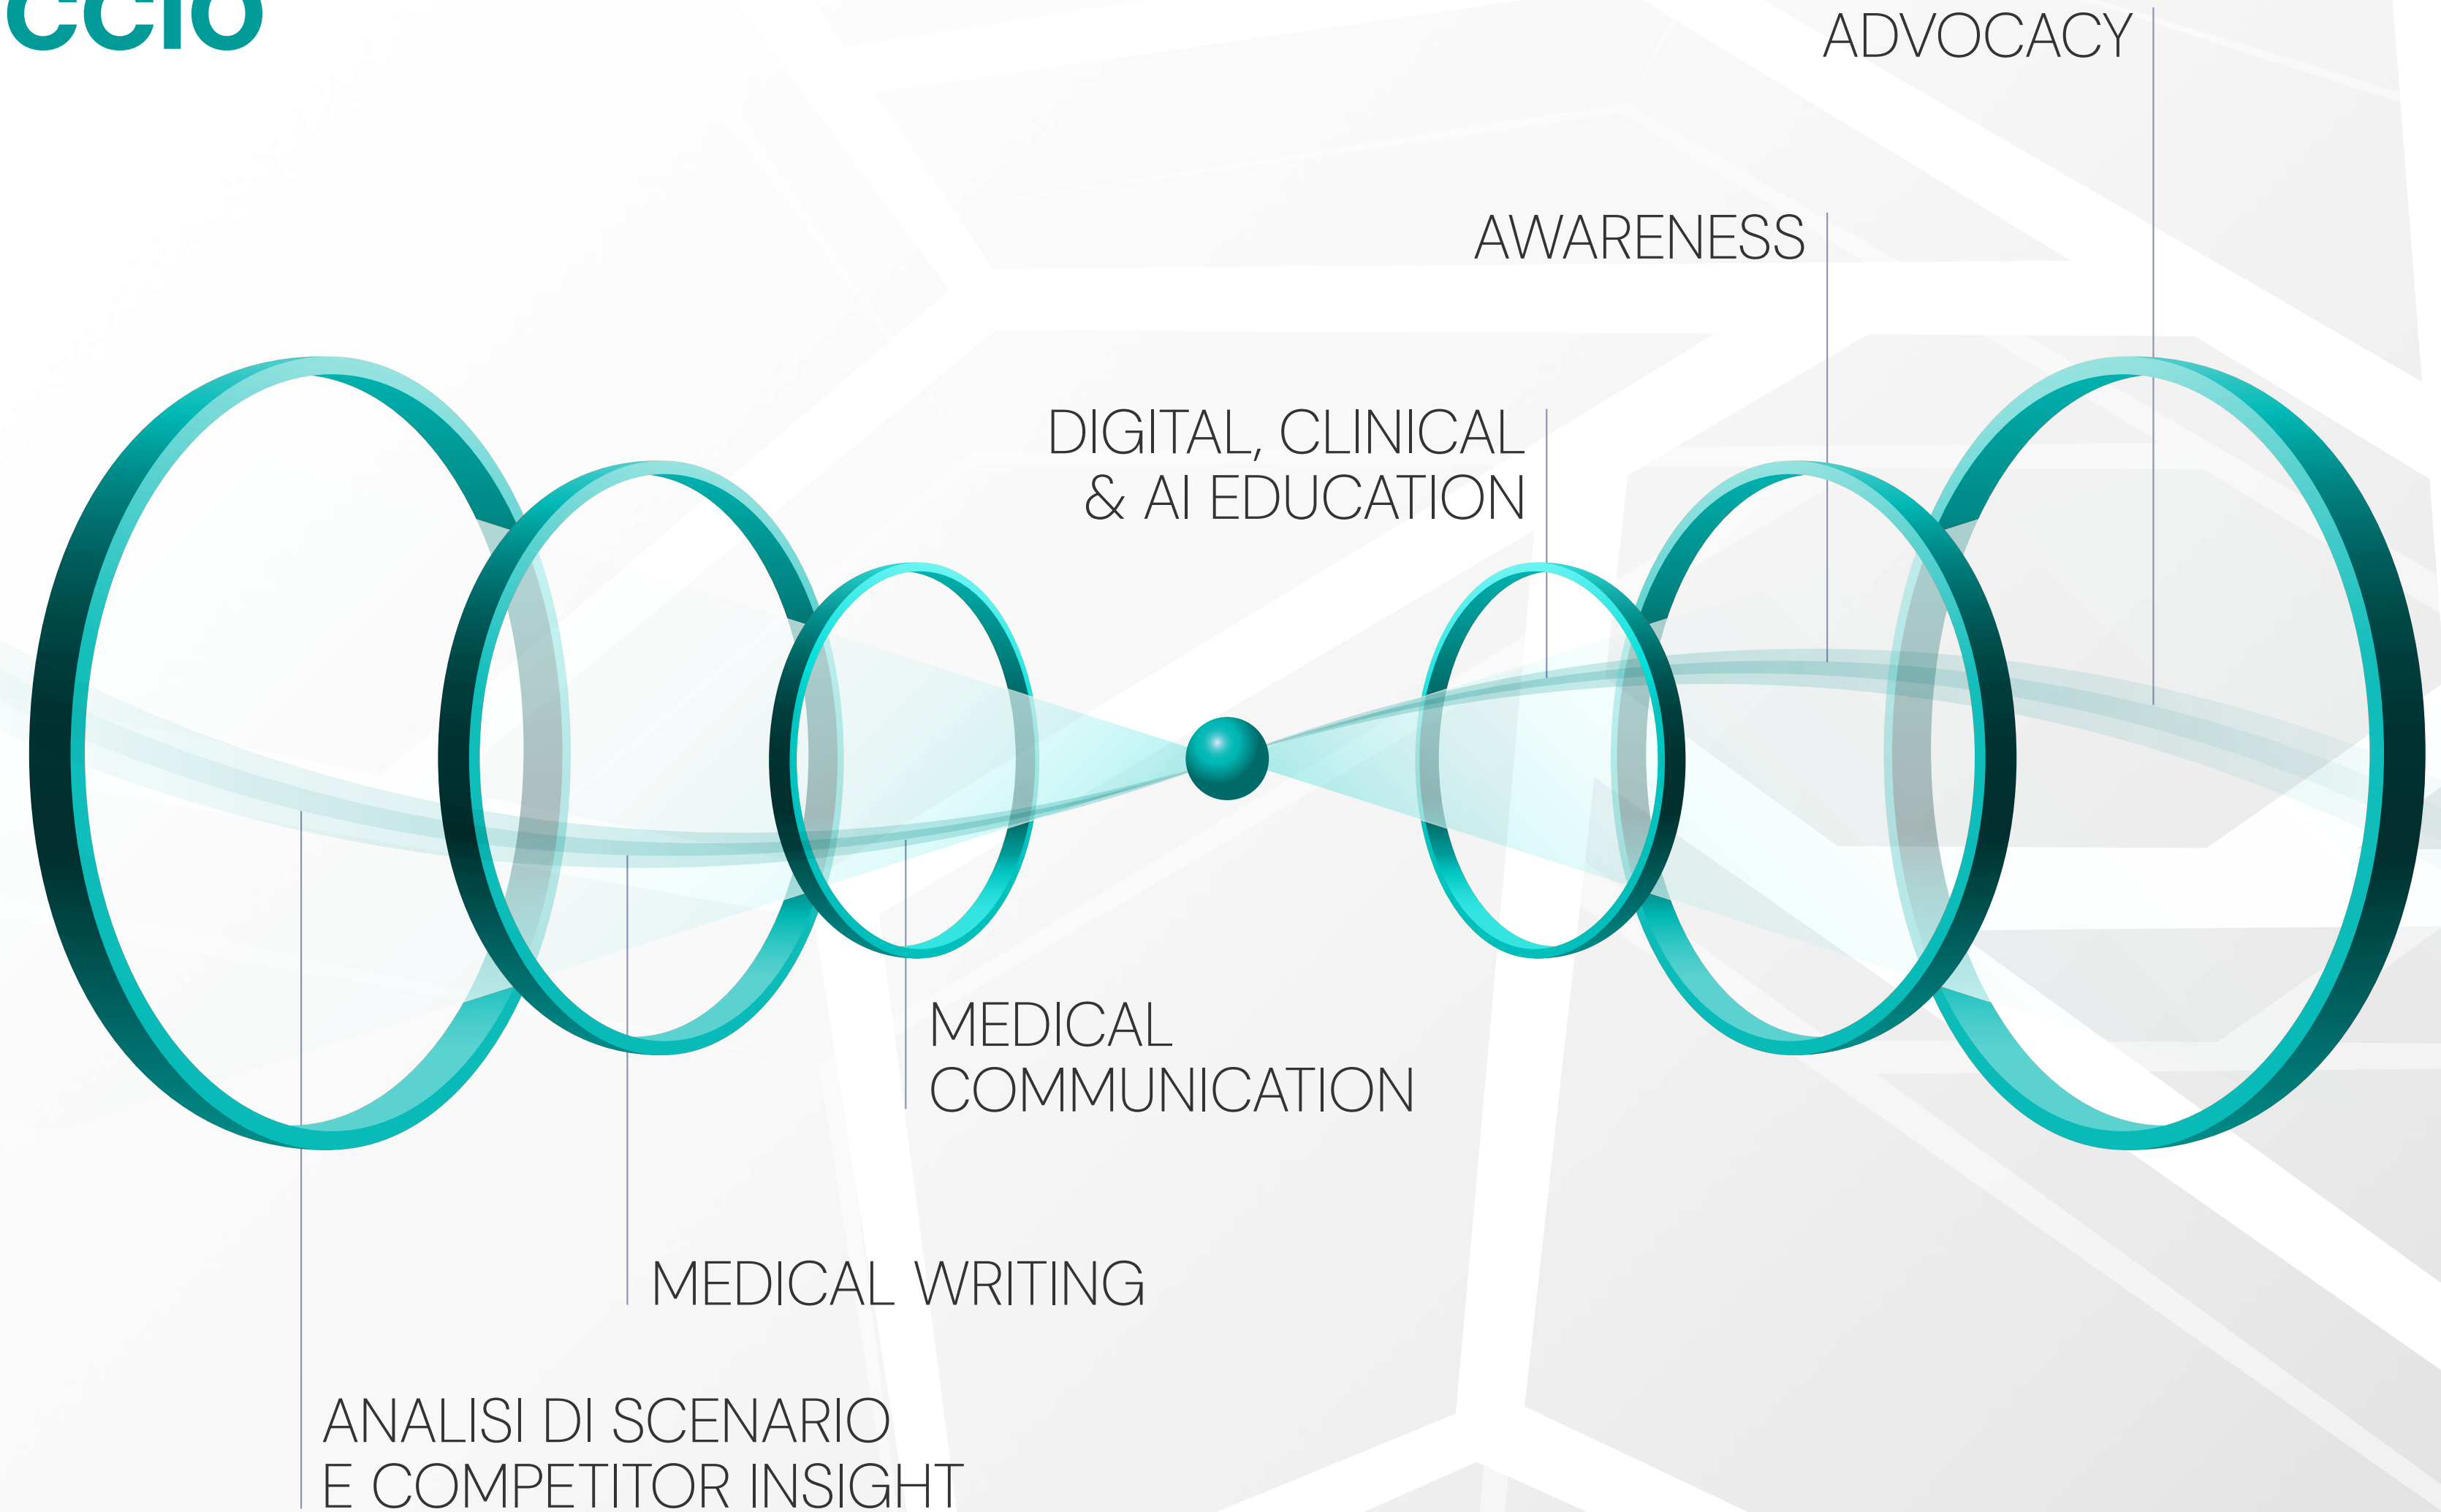 ADVOCACY
AWARENESS
DIGITAL, CLINICAL
& AI EDUCATION
MEDICAL
COMMUNICATION
MEDICAL WRITING
ANALISI DI SCENARIO
E COMPETITOR INSIGHT